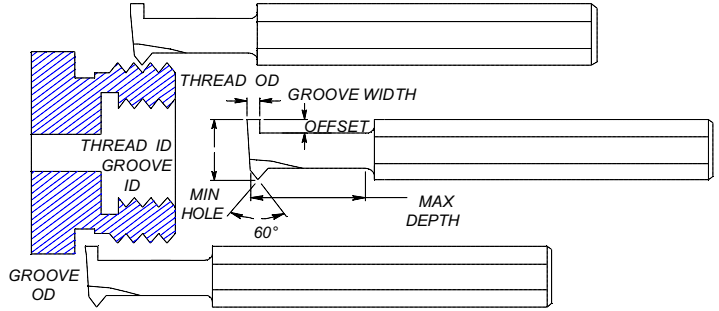 THREAD OD
GROOVE WIDTH
OFFSET
THREAD ID
GROOVE
ID
MIN
HOLE
60°
MAX
DEPTH
GROOVE
OD